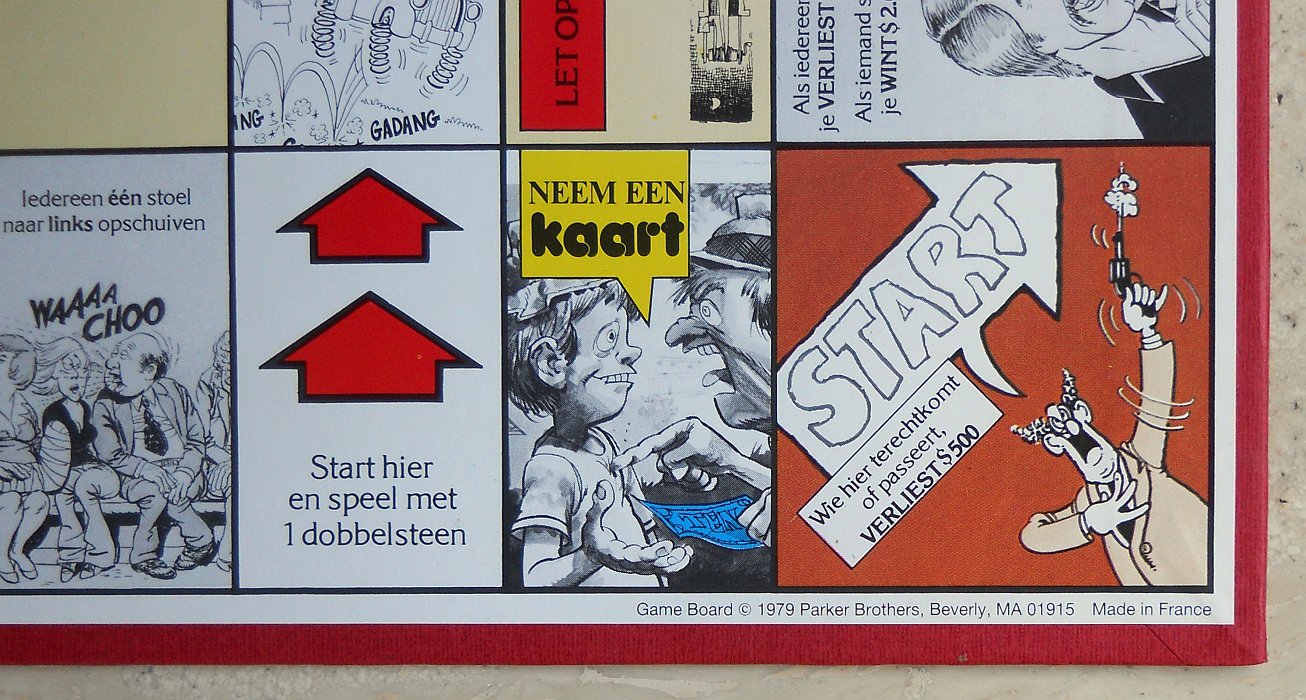 NG
GADANG
LET OP
Als iedereen
je VERLIEST
Als iemand
je WINT $ 2.
Iedereen één stoel
naar links opschuiven
WAAAA
CHOO
Start hier
en speel met
1 dobbelsteen
NEEM EEN
kaart
START
Wie hier terechtkomt
of passeert,
VERLIEST $ 500
Game Board © 1979 Parker Brothers, Beverly, MA 01915 Made in France